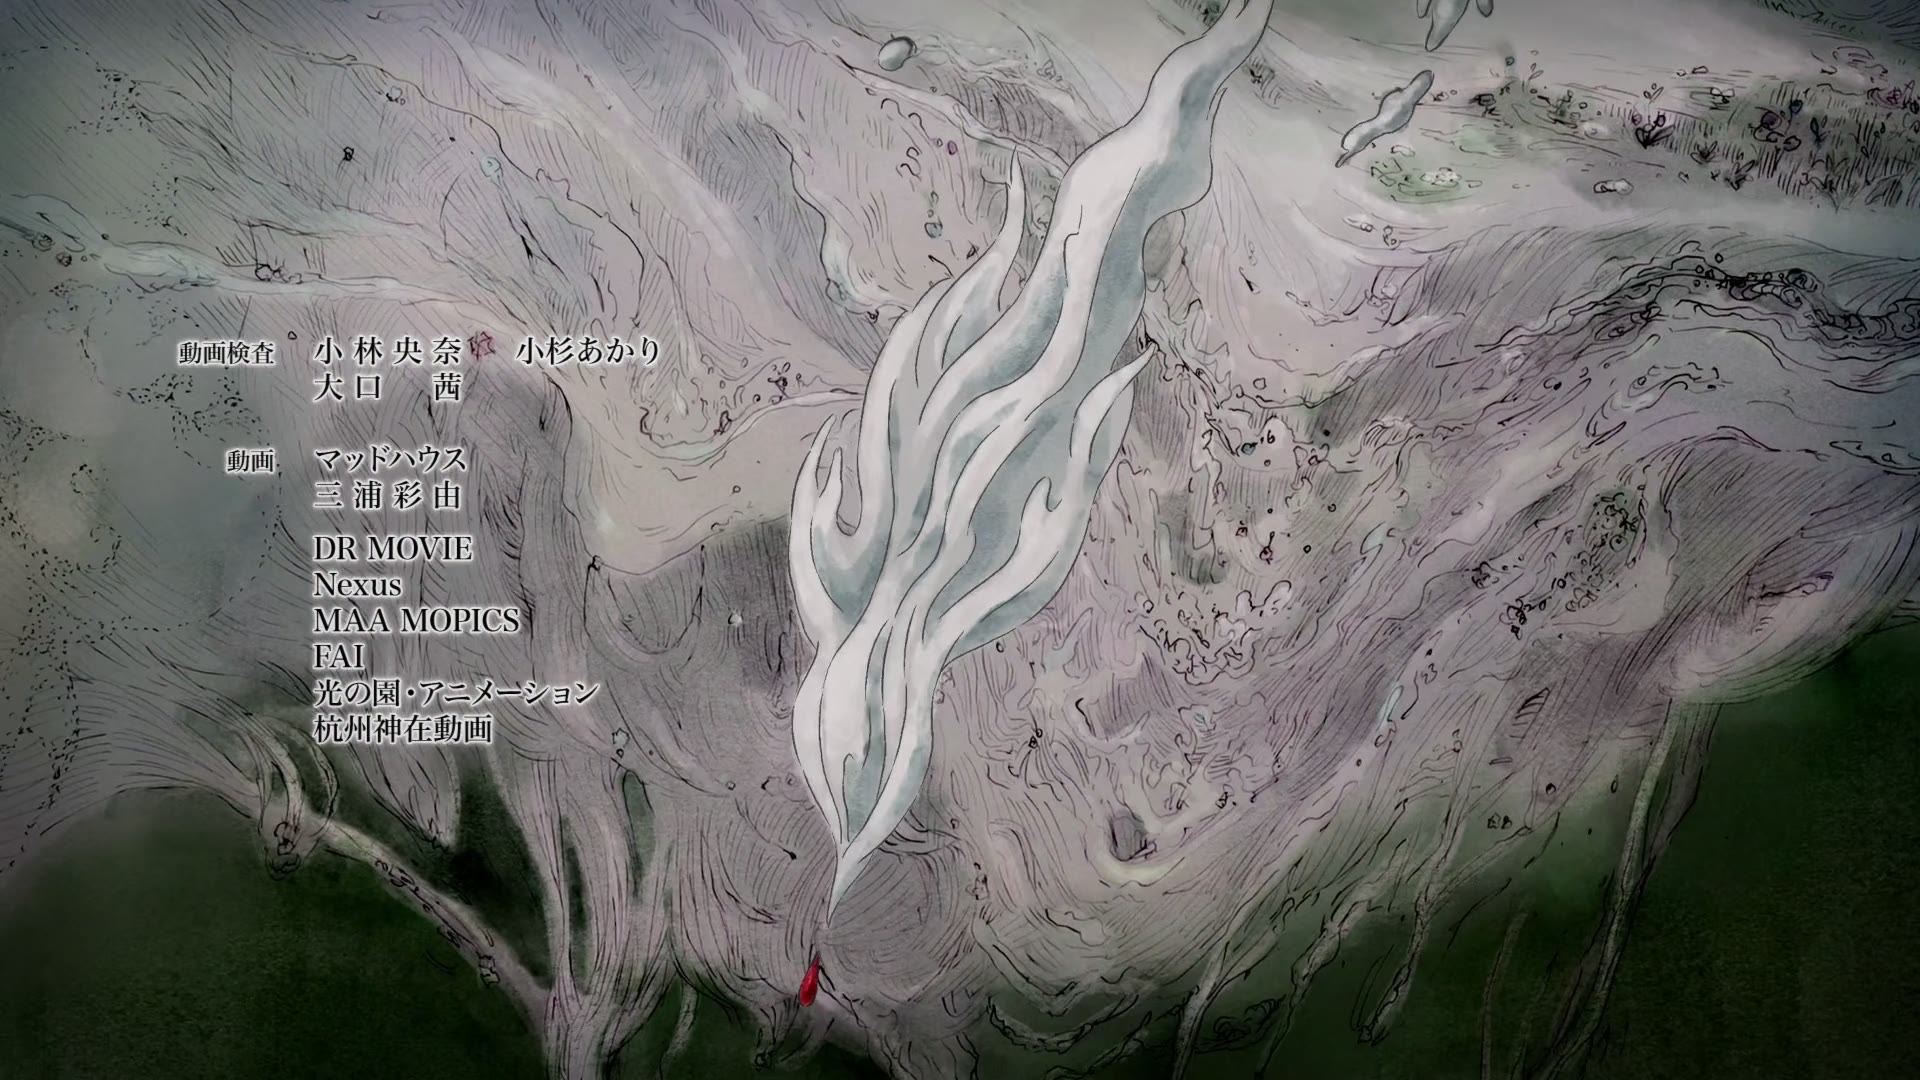 動画検査 小林央奈 小杉あかり
大口 茜
動画 マッドハウス
三浦彩由
DR MOVIE
Nexus
MAA MOPICS
FAI
光の園・アニメーション
杭州神在動画